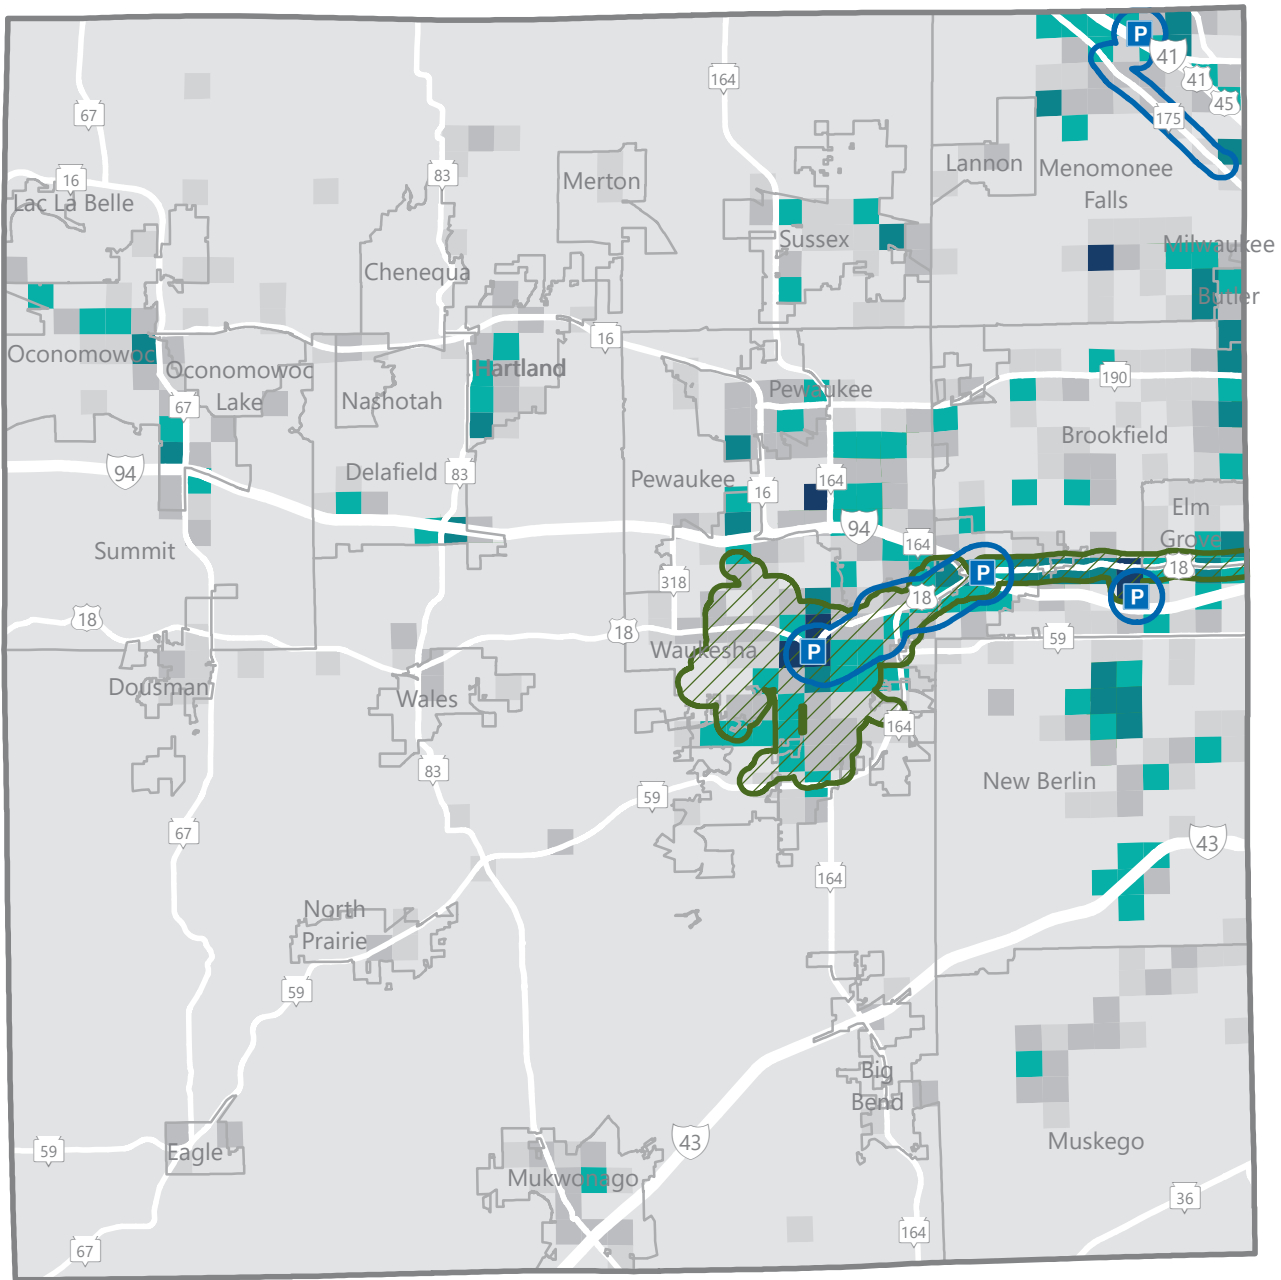 P
41
164
41
67
45
175
Lannon
Menomonee
Falls
83
16
Merton
Lac La Belle
Sussex
Milwaukee
Chenequa
Butler
16
Oconomowoc
Oconomowoc
Lake
Hartland
190
Pewaukee
Nashotah
67
Brookfield
94
Delafield
83
Pewaukee
16
164
Elm
Grove
94
Summit
164
18
P
318
18
P
18
18
59
Waukesha
P
Dousman
Wales
164
83
59
New Berlin
67
43
164
North
Prairie
59
Big
Bend
43
Muskego
59
Eagle
Mukwonago
36
164
67